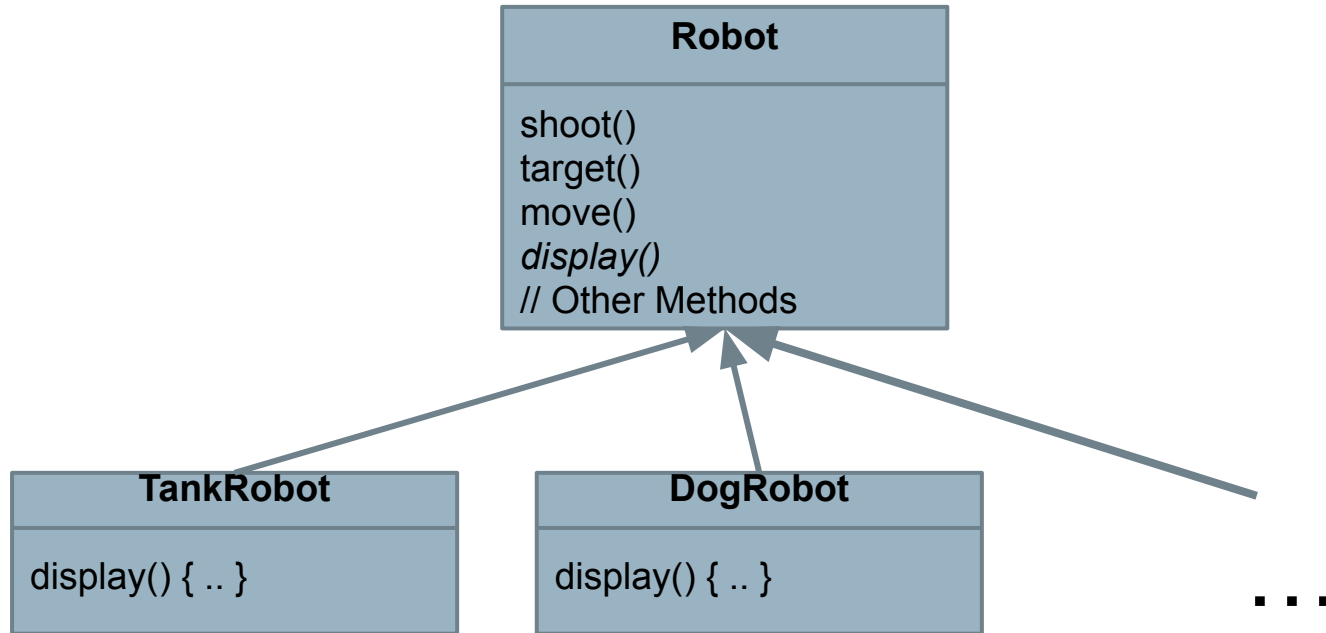 Robot
shoot()
target()
move()
display()
// Other Methods
TankRobot
display() { .. }
DogRobot
display() { .. }
. . .